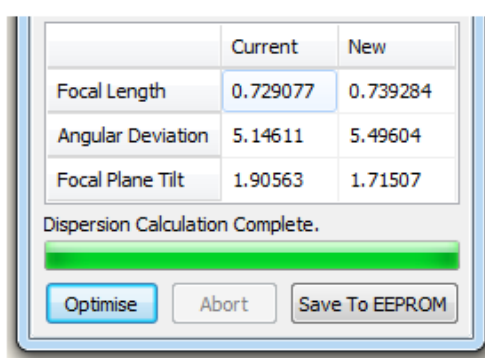 Current New
Focal Length 0.729077 0.739284
Angular Deviation 5.14611 5.49604
Focal Plane Tilt 1.90563 1.71507
Dispersion Calculation Complete.
Optimise Abort Save To EEPROM